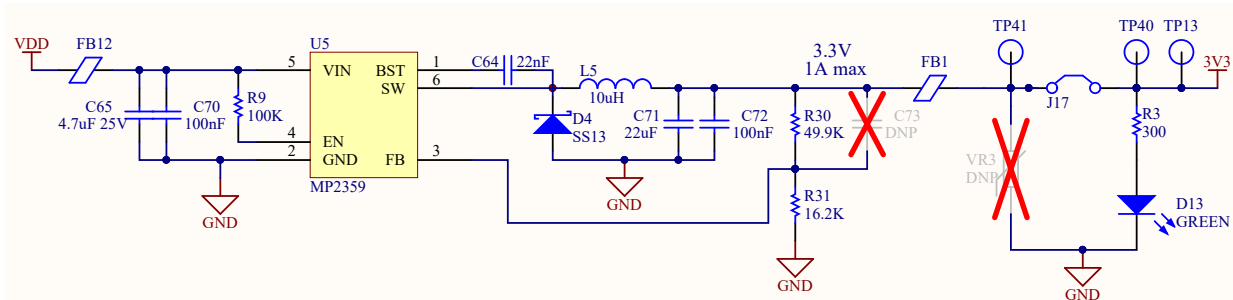 VDD
FB12
C65
4.7uF 25V
C70
100nF
R9
100K
U5
5
VIN
4
EN
2
GND
BST
1
SW
6
FB
3
MP2359
GND
C64
22nF
L5
10uH
D4
SS13
C71
22uF
C72
100nF
GND
3.3V
1A max
R30
49.9K
C73
DNP
R31
16.2K
GND
FB1
TP41
J17
TP40
TP13
3V3
R3
300
VR3
DNP
D13
GREEN
GND